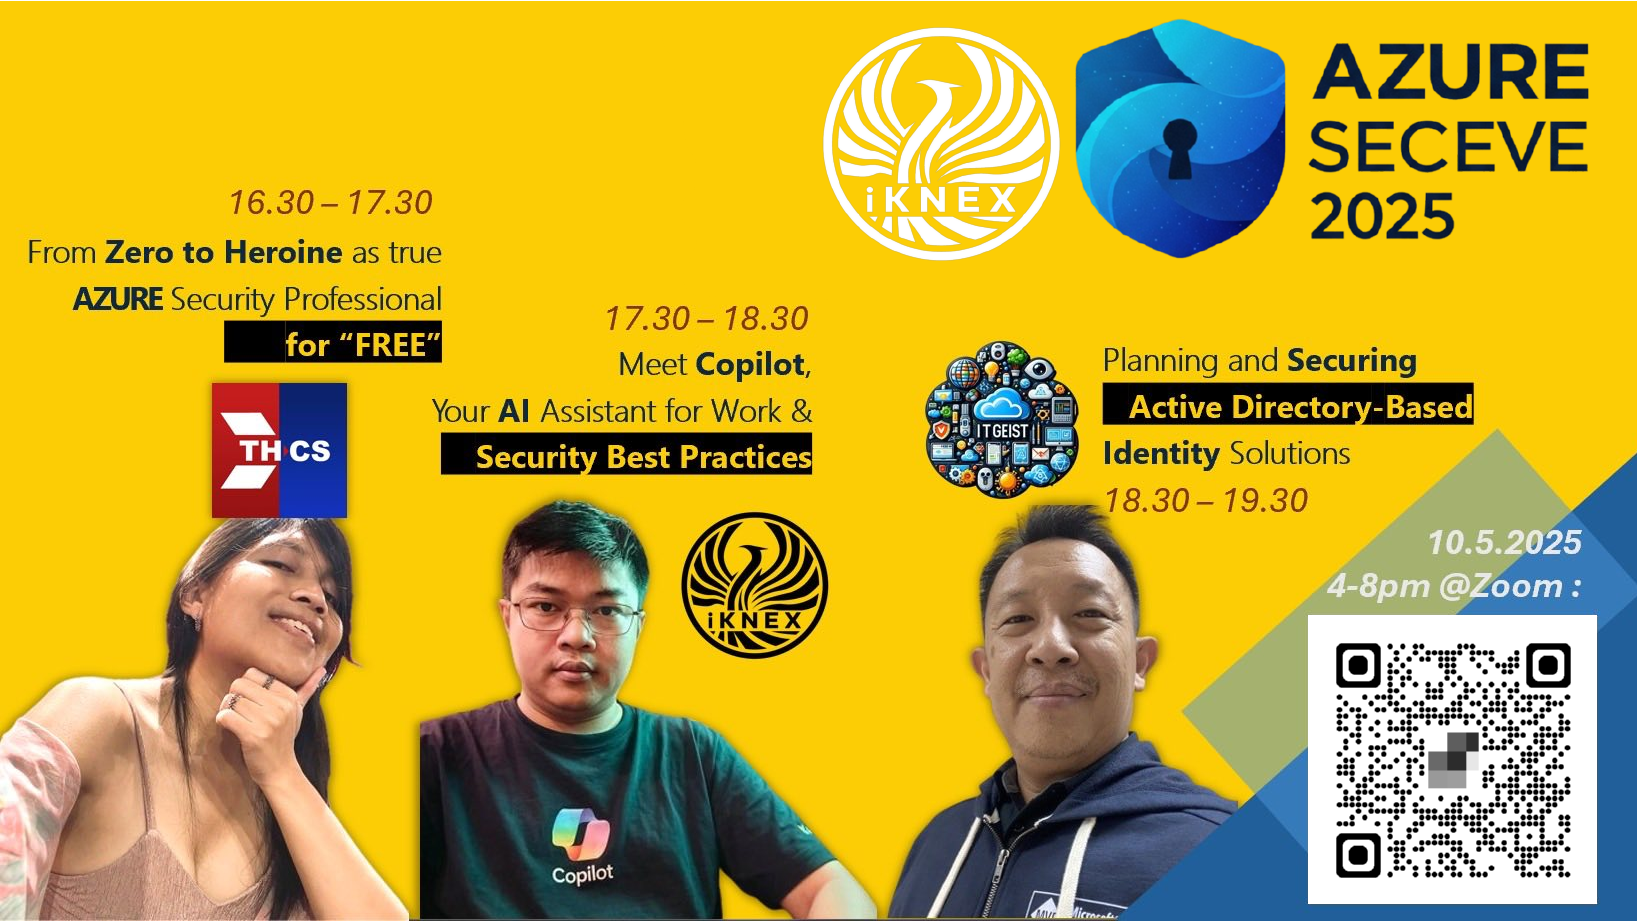 iKNEX
AZURE
SECEVE
2025
16.30 – 17.30
From Zero to Heroine as true
AZURE Security Professional
for “FREE”
TH CS
17.30 – 18.30
Meet Copilot,
Your AI Assistant for Work &
Security Best Practices
iKNEX
Copilot
ITGEIST
Planning and Securing
Active Directory-Based
Identity Solutions
18.30 – 19.30
Microsoft
10.5.2025
4-8pm @Zoom :